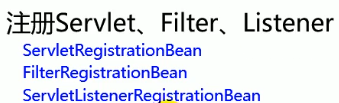 注册Servlet、Filter、Listener
ServletRegistrationBean
FilterRegistrationBean
ServletListenerRegistrationBean